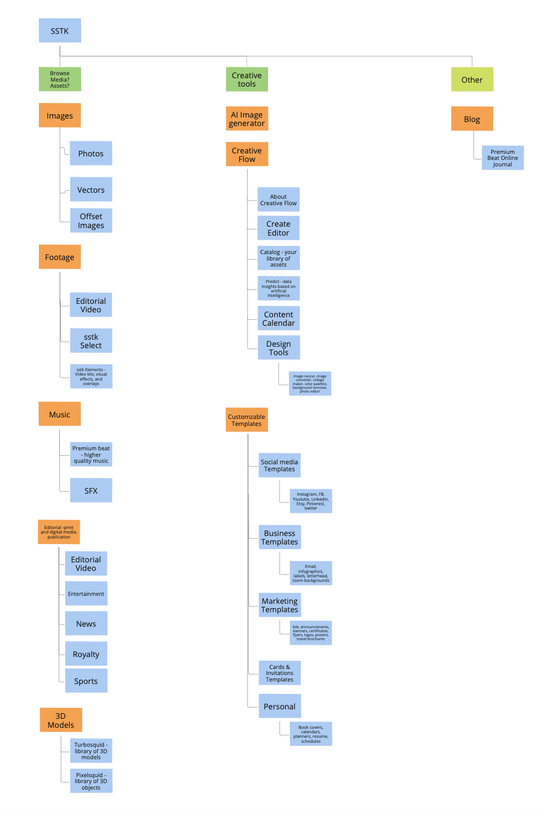 SSTK
Browse
Media?
Assets?
Creative
tools
Other
Images
Photos
Vectors
Offset
Images
Footage
Editorial
Video
sstk
Select
sstk Elements -
Video kits, visual
effects, and
overlays
Music
Premium beat
- higher
quality music
SFX
Editorial -print
and digital media,
publication
Editorial
Video
Entertainment
News
Royalty
Sports
3D
Models
Turbosquid -
library of 3D
models
Pixelsquid -
library of 3D
objects
AI Image
generator
Creative
Flow
About
Creative Flow
Create
Editor
Catalog - your
library of
assets
Predict - data
insights based on
artificial
intelligence
Content
Calendar
Design
Tools
Image resizer, image
converter, collage
maker, color palettes,
background remover,
photo editor
Customzable
Templates
Social media
Templates
Instagram, FB,
Youtube, Linkedin,
Etsy, Pinterest,
twitter
Business
Templates
Email,
infographics,
labels, letterhead,
zoom backgrounds
Marketing
Templates
Ads, announcements,
banners, certificates,
flyers, logos, posters,
travel brochures
Cards &
Invitations
Templates
Personal
Book covers,
calendars,
planners, resume,
schedules
Blog
Premium
Beat Online
Journal